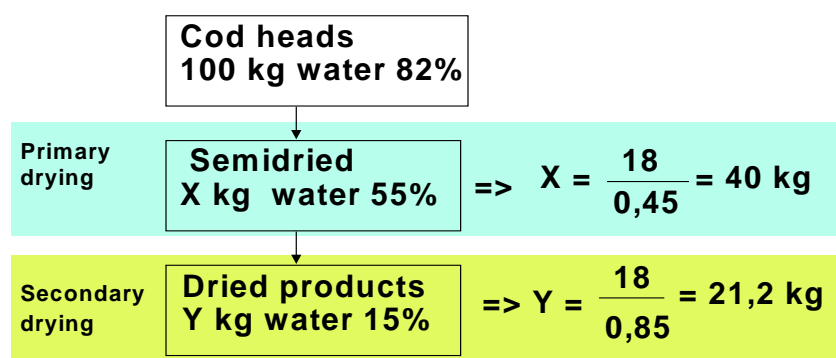 Cod heads
100 kg water 82%
Primary
drying
Semidried
X kg water 55%
=> X = 18 / 0,45 = 40 kg
Secondary
drying
Dried products
Y kg water 15%
=> Y = 18 / 0,85 = 21,2 kg